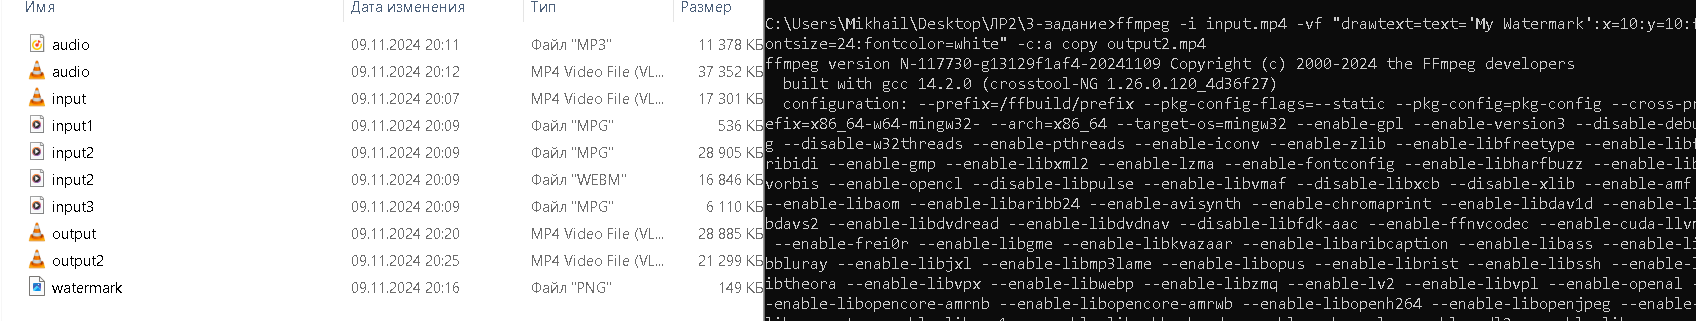 Имя Дата изменения Тип Размер
audio 09.11.2024 20:11 Файл "MP3" 11 378 КБ
audio 09.11.2024 20:12 MP4 Video File (VL... 37 352 КБ
input 09.11.2024 20:07 MP4 Video File (VL... 17 301 КБ
input1 09.11.2024 20:09 Файл "MPG" 536 КБ
input2 09.11.2024 20:09 Файл "MPG" 28 905 КБ
input2 09.11.2024 20:09 Файл "WEBM" 16 846 КБ
input3 09.11.2024 20:09 Файл "MPG" 6 110 КБ
output 09.11.2024 20:20 MP4 Video File (VL... 28 885 КБ
output2 09.11.2024 20:25 MP4 Video File (VL... 21 299 КБ
watermark 09.11.2024 20:16 Файл "PNG" 149 КБ
C:\Users\Mikhail\Desktop\ЛР2\3-задание>ffmpeg -i input.mp4 -vf "drawtext=text='My Watermark':x=10:y=10:f
ontsize=24:fontcolor=white" -c:a copy output2.mp4
ffmpeg version N-117730-g13129f1af4-20241109 Copyright (c) 2000-2024 the FFmpeg developers
built with gcc 14.2.0 (crosstool-NG 1.26.0.120_4d36f27)
configuration: --prefix=/ffbuild/prefix --pkg-config-flags=--static --pkg-config=pkg-config --cross-pr
efix=x86_64-w64-mingw32- --arch=x86_64 --target-os=mingw32 --enable-gpl --enable-version3 --disable-debu
g --disable-w32threads --enable-pthreads --enable-iconv --enable-zlib --enable-libfreetype --enable-libf
ribidi --enable-gmp --enable-libxml2 --enable-lzma --enable-fontconfig --enable-libharfbuzz --enable-lib
vorbis --enable-opencl --disable-libpulse --enable-libvmaf --disable-libxcb --disable-xlib --enable-amf
--enable-libaom --enable-libaribb24 --enable-avisynth --enable-chromaprint --enable-libdav1d --enable-li
bdavs2 --enable-libdvdread --enable-libdvdnav --disable-libfdk-aac --enable-ffnvcodec --enable-cuda-llvm
--enable-frei0r --enable-libgme --enable-libkvazaar --enable-libaribcaption --enable-libass --enable-li
bbluray --enable-libjxl --enable-libmp3lame --enable-libopus --enable-librist --enable-libssh --enable-l
ibtheora --enable-libvpx --enable-libwebp --enable-libzmq --enable-lv2 --enable-libvpl --enable-openal -
-enable-libopencore-amrnb --enable-libopencore-amrwb --enable-libopenh264 --enable-libopenjpeg --enable-